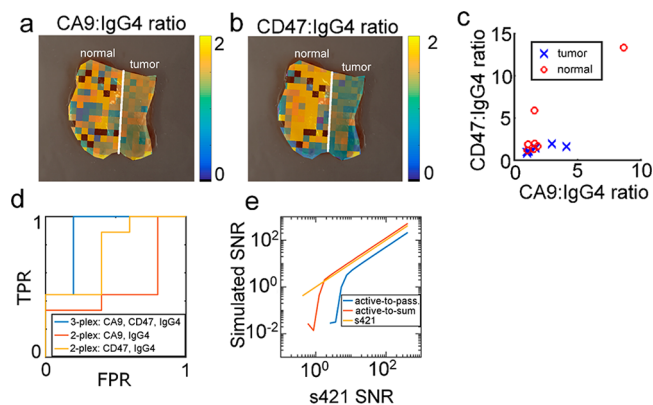 a
CA9:IgG4 ratio
normal
tumor
2
1
0
b
CD47:IgG4 ratio
normal
tumor
2
1
0
c
CD47:IgG4 ratio
15
10
5
0
tumor
normal
0
5
10
CA9:IgG4 ratio
d
TPR
1
0
3-plex: CA9, CD47, IgG4
2-plex: CA9, IgG4
2-plex: CD47, IgG4
0
1
FPR
e
Simulated SNR
10²
10⁰
10⁻²
active-to-pass.
active-to-sum
s421
10⁰
10²
s421 SNR